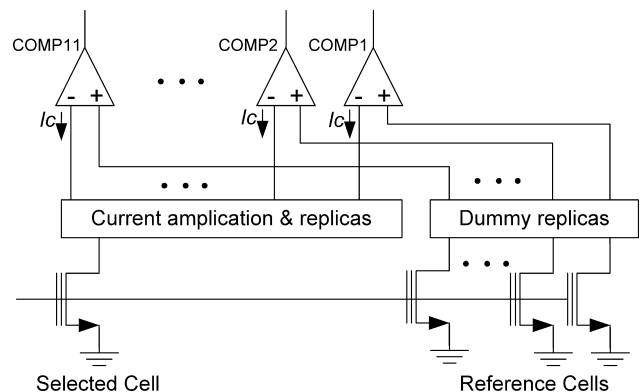 COMP11
COMP2
COMP1
- +
- +
- +
Ic
Ic
Ic
Current amplication & replicas
Dummy replicas
Selected Cell
Reference Cells